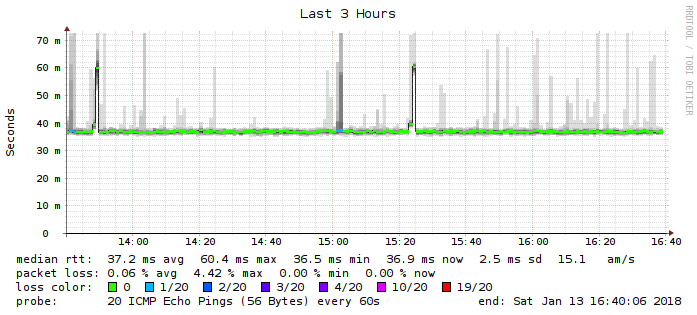 Last 3 Hours
RRDTOOL / TOBI OETIKER
Seconds
70 m
60 m
50 m
40 m
30 m
20 m
10 m
0
14:00 14:20 14:40 15:00 15:20 15:40 16:00 16:20 16:40
median rtt: 37.2 ms avg 60.4 ms max 36.5 ms min 36.9 ms now 2.5 ms sd 15.1 am/s
packet loss: 0.06 % avg 4.42 % max 0.00 % min 0.00 % now
loss color: 0 1/20 2/20 3/20 4/20 10/20 19/20
probe: 20 ICMP Echo Pings (56 Bytes) every 60s end: Sat Jan 13 16:40:06 2018